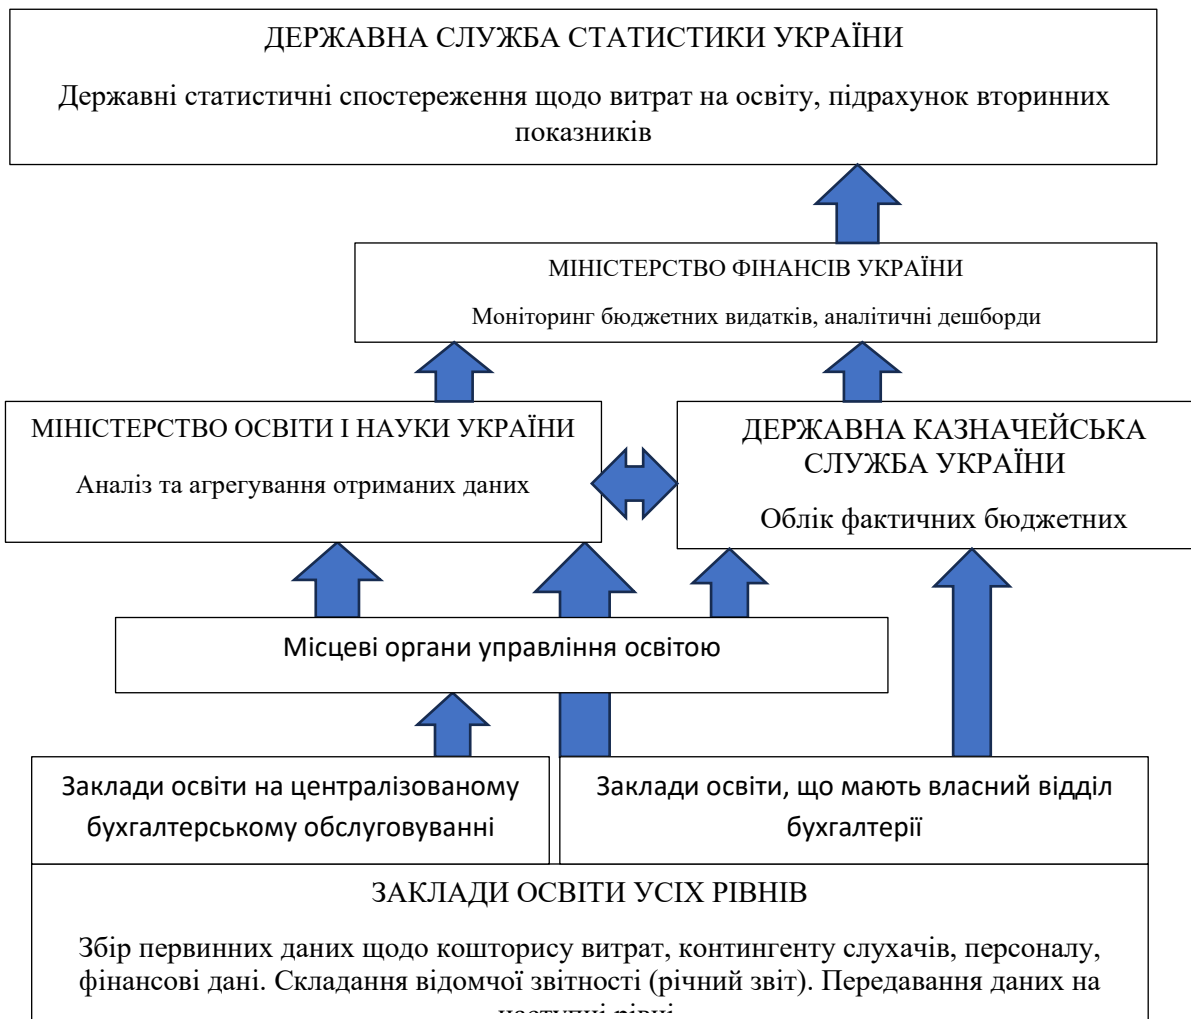 ДЕРЖАВНА СЛУЖБА СТАТИСТИКИ УКРАЇНИ
Державні статистичні спостереження щодо витрат на освіту, підрахунок вторинних
показників
МІНІСТЕРСТВО ФІНАНСІВ УКРАЇНИ
Моніторинг бюджетних видатків, аналітичні дешборди
МІНІСТЕРСТВО ОСВІТИ І НАУКИ УКРАЇНИ
Аналіз та агрегування отриманих даних
ДЕРЖАВНА КАЗНАЧЕЙСЬКА
СЛУЖБА УКРАЇНИ
Облік фактичних бюджетних
Місцеві органи управління освітою
Заклади освіти на централізованому
бухгалтерському обслуговуванні
Заклади освіти, що мають власний відділ
бухгалтерії
ЗАКЛАДИ ОСВІТИ УСІХ РІВНІВ
Збір первинних даних щодо кошторису витрат, контингенту слухачів, персоналу,
фінансові дані. Складання відомчої звітності (річний звіт). Передавання даних на